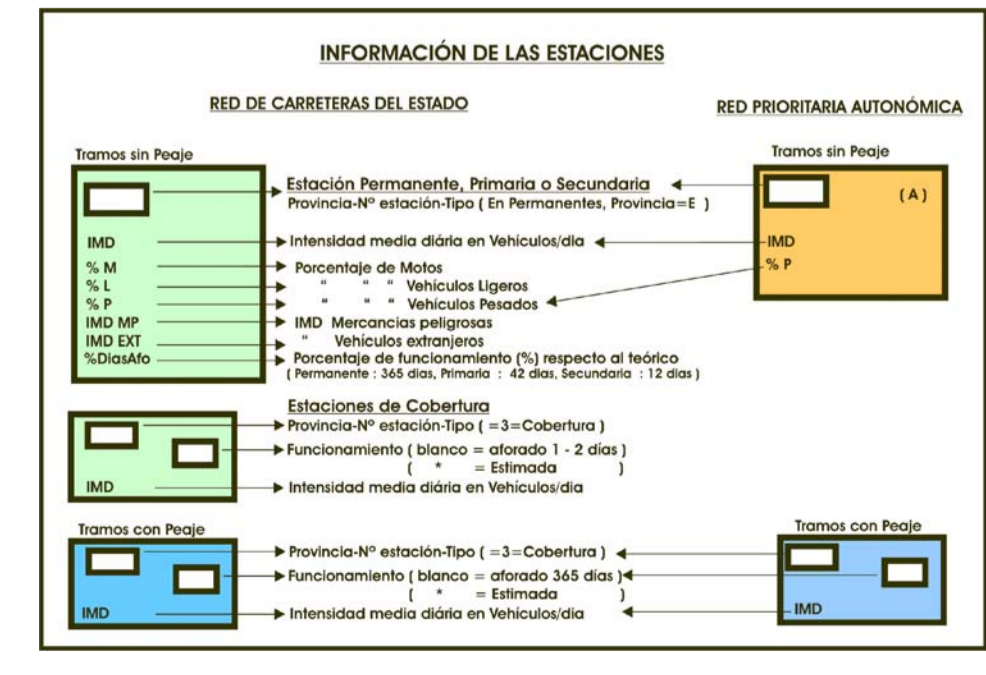 INFORMACIÓN DE LAS ESTACIONES
RED DE CARRETERAS DEL ESTADO
RED PRIORITARIA AUTONÓMICA
Tramos sin Peaje
Tramos sin Peaje
Estación Permanente, Primaria o Secundaria
(A)
Provincia-Nº estación-Tipo ( En Permanentes, Provincia=E )
IMD Intensidad media diária en Vehículos/dia IMD
% M Porcentaje de Motos % P
% L " " " Vehículos Ligeros
% P " " " Vehículos Pesados
IMD MP IMD Mercancias peligrosas
IMD EXT " Vehículos extranjeros
%DiasAfo Porcentaje de funcionamiento (%) respecto al teórico
( Permanente : 365 dias, Primaria : 42 dias, Secundaria : 12 dias )
Estaciones de Cobertura
Provincia-Nº estación-Tipo ( =3=Cobertura )
Funcionamiento ( blanco = aforado 1 - 2 días )
( * = Estimada )
IMD Intensidad media diária en Vehículos/dia
Tramos con Peaje
Tramos con Peaje
Provincia-Nº estación-Tipo ( =3=Cobertura )
Funcionamiento ( blanco = aforado 365 días )
( * = Estimada )
IMD Intensidad media diária en Vehículos/dia IMD